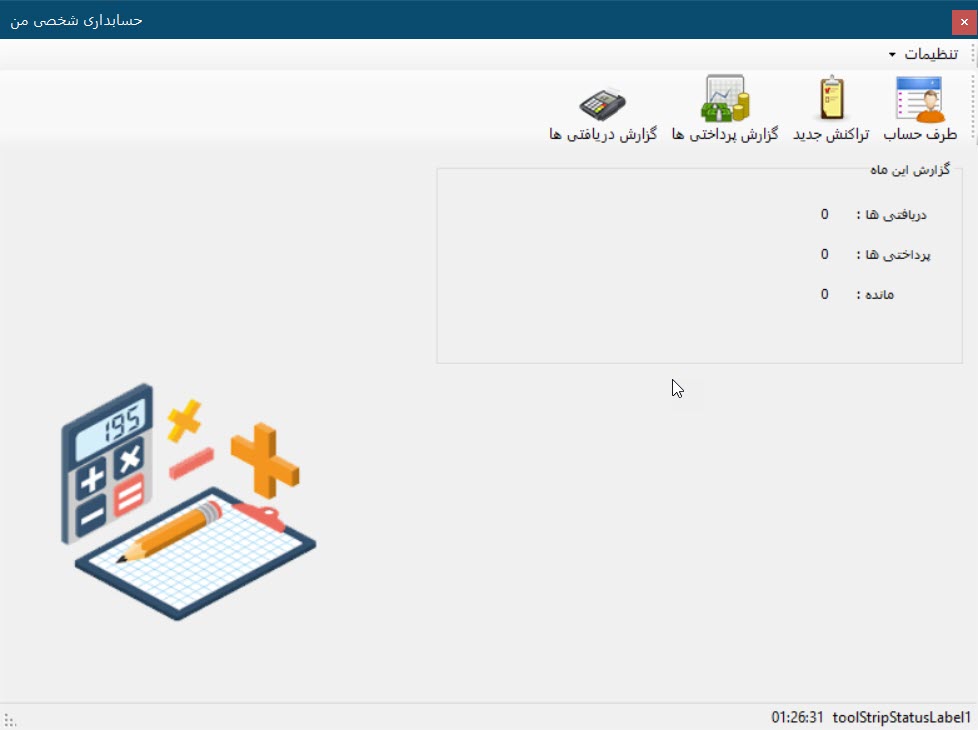 حسابداری شخصی من
تنظیمات
طرف حساب تراکنش جدید گزارش پرداختی ها گزارش دریافتی ها
گزارش این ماه
دریافتی ها : 0
پرداختی ها : 0
مانده : 0
195
01:26:31 toolStripStatusLabel1